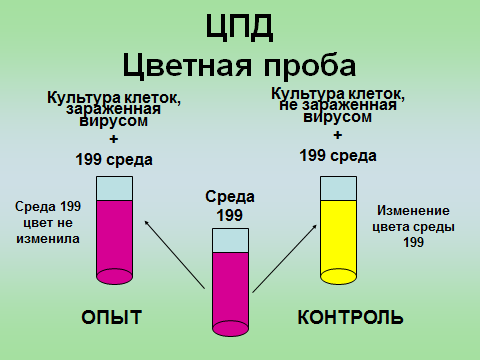 ЦПД
Цветная проба
Культура клеток,
зараженная
вирусом
+
199 среда
Культура клеток,
не зараженная
вирусом
+
199 среда
Среда 199
цвет не
изменила
Среда
199
Изменение
цвета среды
199
ОПЫТ
КОНТРОЛЬ